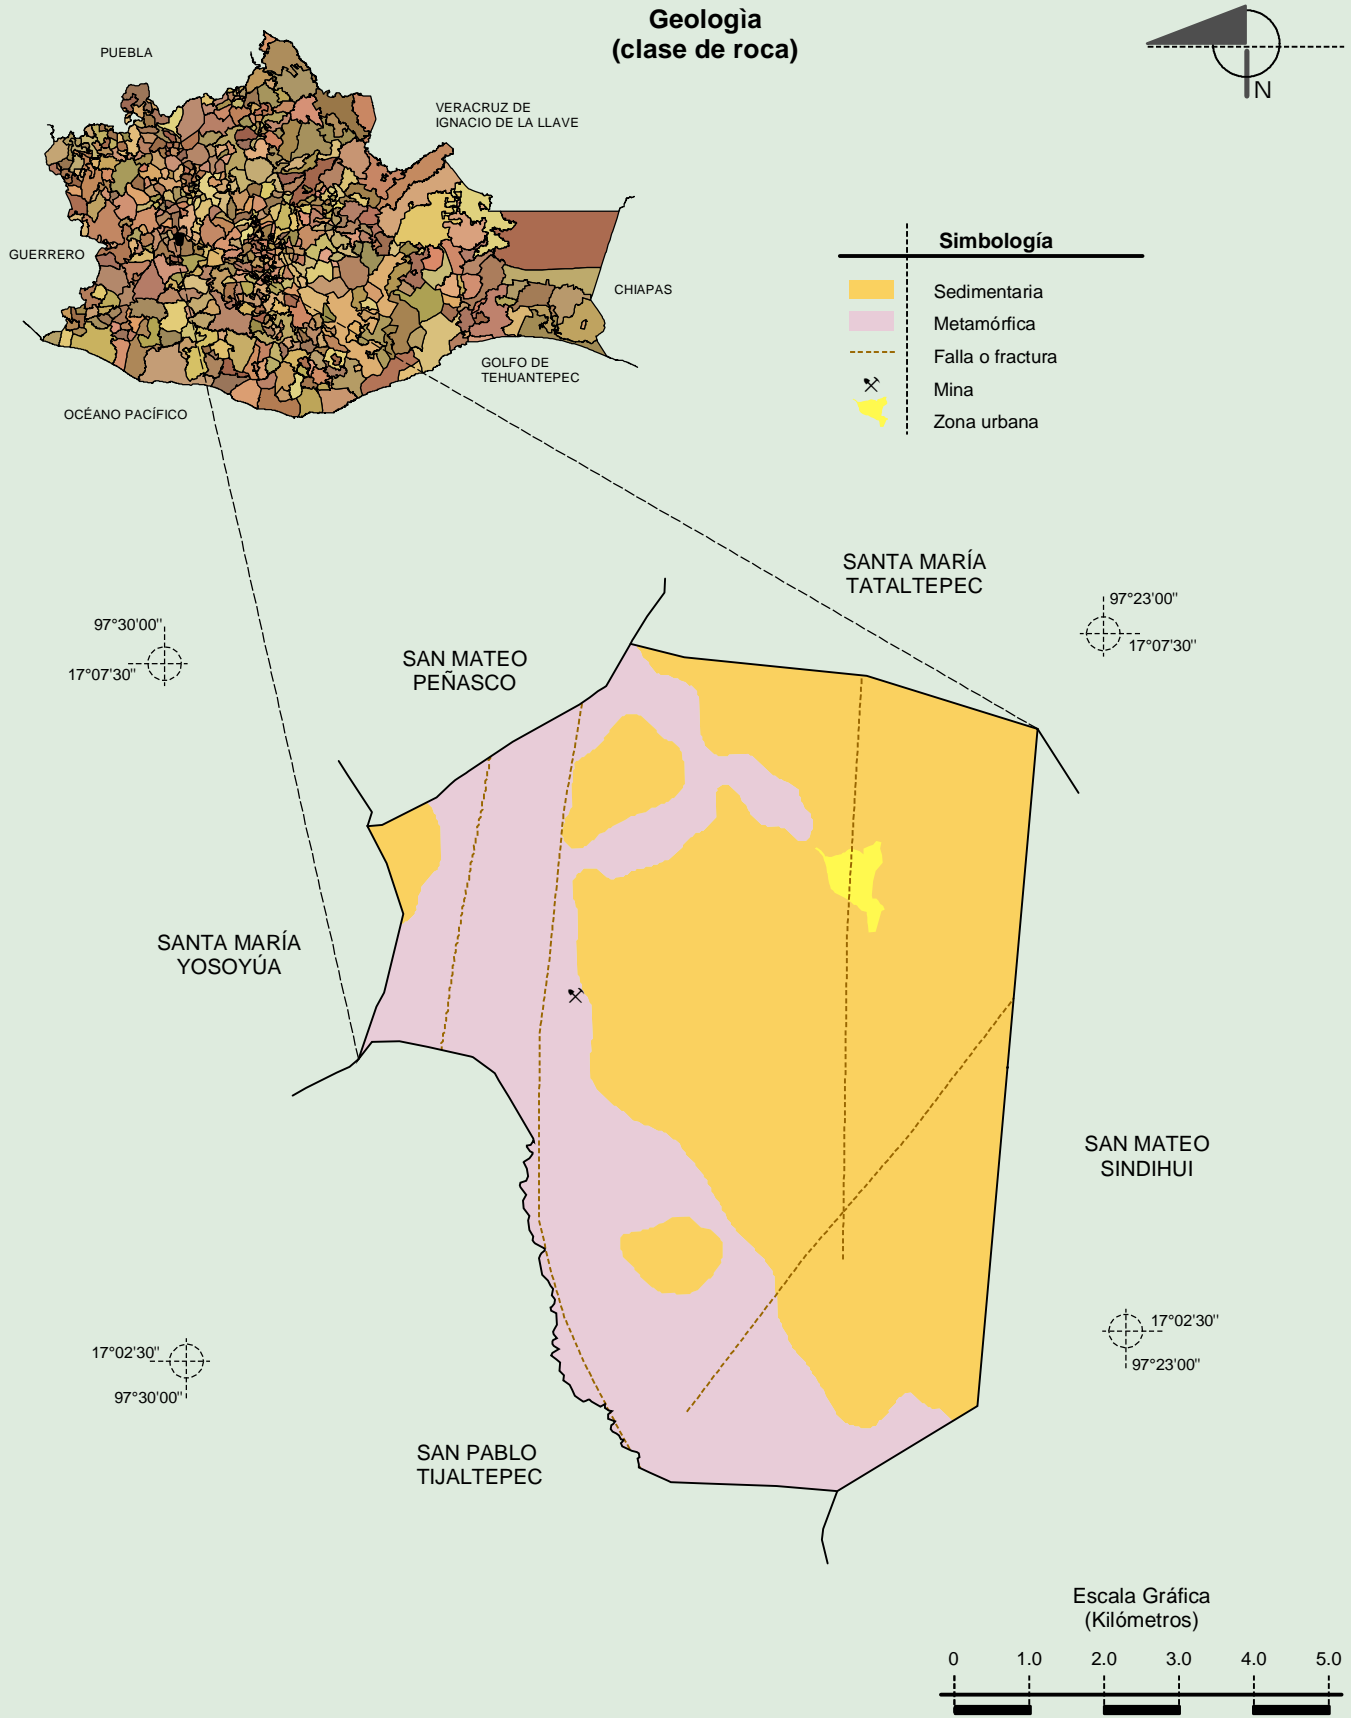 Geologìa
(clase de roca)
N
PUEBLA
VERACRUZ DE
IGNACIO DE LA LLAVE
GUERRERO
CHIAPAS
GOLFO DE
TEHUANTEPEC
OCÉANO PACÍFICO
Simbología
Sedimentaria
Metamórfica
Falla o fractura
Mina
Zona urbana
SANTA MARÍA
TATALTEPEC
97°30'00"
17°07'30"
97°23'00"
17°07'30"
SAN MATEO
PEÑASCO
SANTA MARÍA
YOSOYÚA
SAN MATEO
SINDIHUI
17°02'30"
97°30'00"
17°02'30"
97°23'00"
SAN PABLO
TIJALTEPEC
Escala Gráfica
(Kilómetros)
0 1.0 2.0 3.0 4.0 5.0